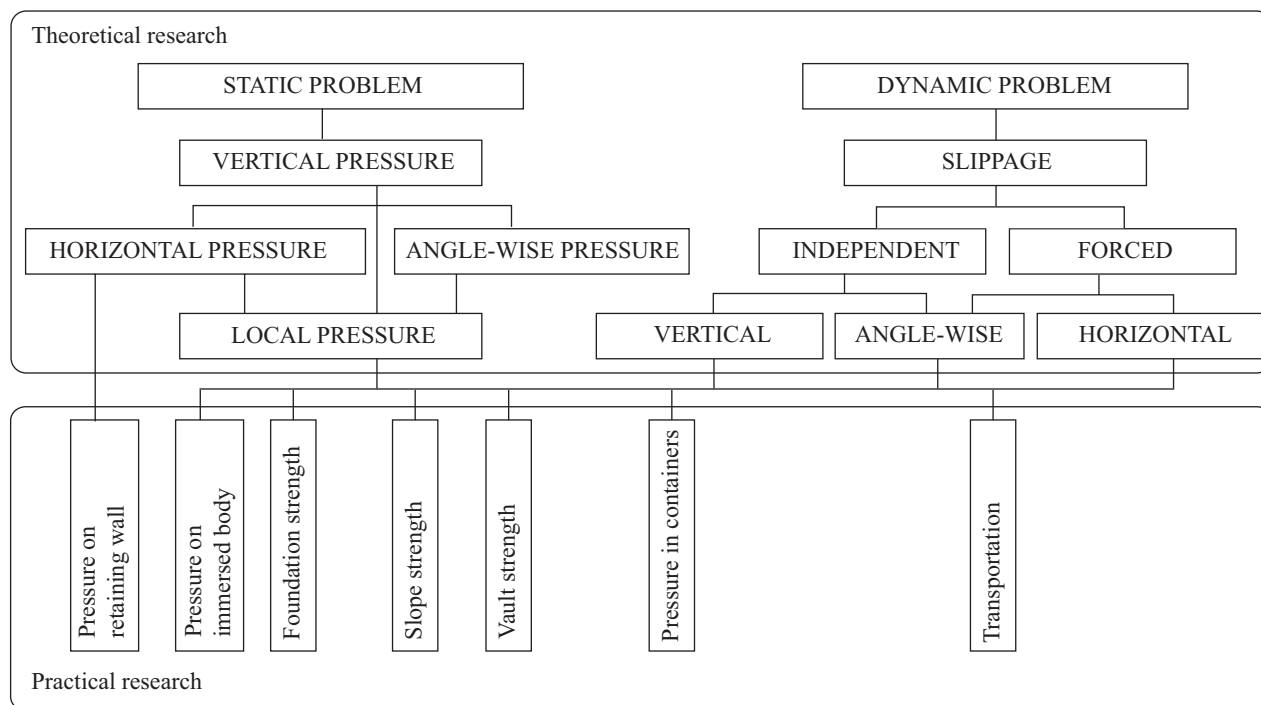 Theoretical research
STATIC PROBLEM
DYNAMIC PROBLEM
VERTICAL PRESSURE
SLIPPAGE
HORIZONTAL PRESSURE
ANGLE-WISE PRESSURE
INDEPENDENT
FORCED
LOCAL PRESSURE
VERTICAL
ANGLE-WISE
HORIZONTAL
Pressure on
retaining wall
Pressure on
immersed body
Foundation strength
Slope strength
Vault strength
Pressure in containers
Transportation
Practical research